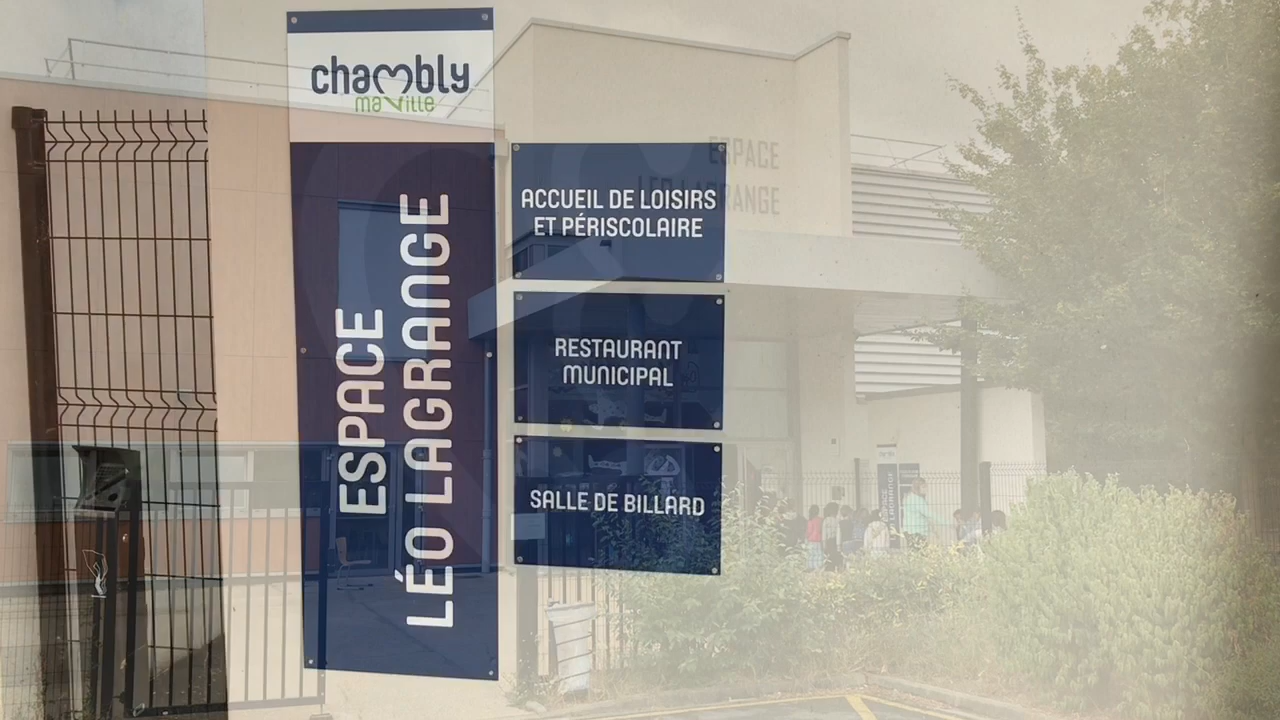 chambly
ma ville
ESPACE
LÉO LAGRANGE
ACCUEIL DE LOISIRS
ET PÉRISCOLAIRE
RESTAURANT
MUNICIPAL
SALLE DE BILLARD
ESPACE
LÉO LAGRANGE